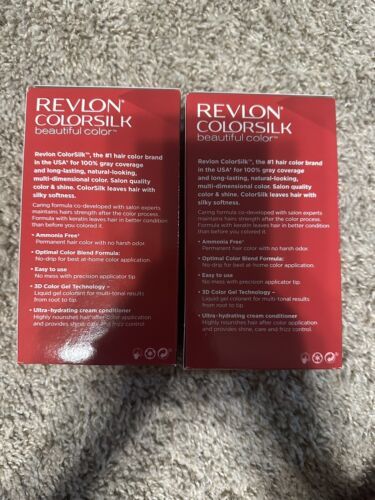 REVLON®
COLORSILK
beautiful color™
Revlon ColorSilk™, the #1 hair color brand
in the USA* for 100% gray coverage
and long-lasting, natural-looking,
multi-dimensional color. Salon quality
color & shine. ColorSilk leaves hair with
silky softness.
Caring formula co-developed with salon experts
maintains hairs strength after the color process.
Formula with keratin leaves hair in better condition
than before you colored it.
• Ammonia Free*
Permanent hair color with no harsh odor.
• Optimal Color Blend Formula:
No-drip for best at-home color application.
• Easy to use
No mess with precision applicator tip
• 3D Color Gel Technology –
Liquid gel colorant for multi-tonal results
from root to tip
• Ultra-hydrating cream conditioner
Highly nourishes hair after color application
and provides shine, care and frizz control.
REVLON®
COLORSILK
beautiful color™
Revlon ColorSilk™, the #1 hair color brand
in the USA* for 100% gray coverage
and long-lasting, natural-looking,
multi-dimensional color. Salon quality
color & shine. ColorSilk leaves hair with
silky softness.
Caring formula co-developed with salon experts
maintains hairs strength after the color process.
Formula with keratin leaves hair in better condition
than before you colored it.
• Ammonia Free*
Permanent hair color with no harsh odor.
• Optimal Color Blend Formula:
No-drip for best at-home color application.
• Easy to use
No mess with precision applicator tip
• 3D Color Gel Technology –
Liquid gel colorant for multi-tonal results
from root to tip
• Ultra-hydrating cream conditioner
Highly nourishes hair after color application
and provides shine, care and frizz control.